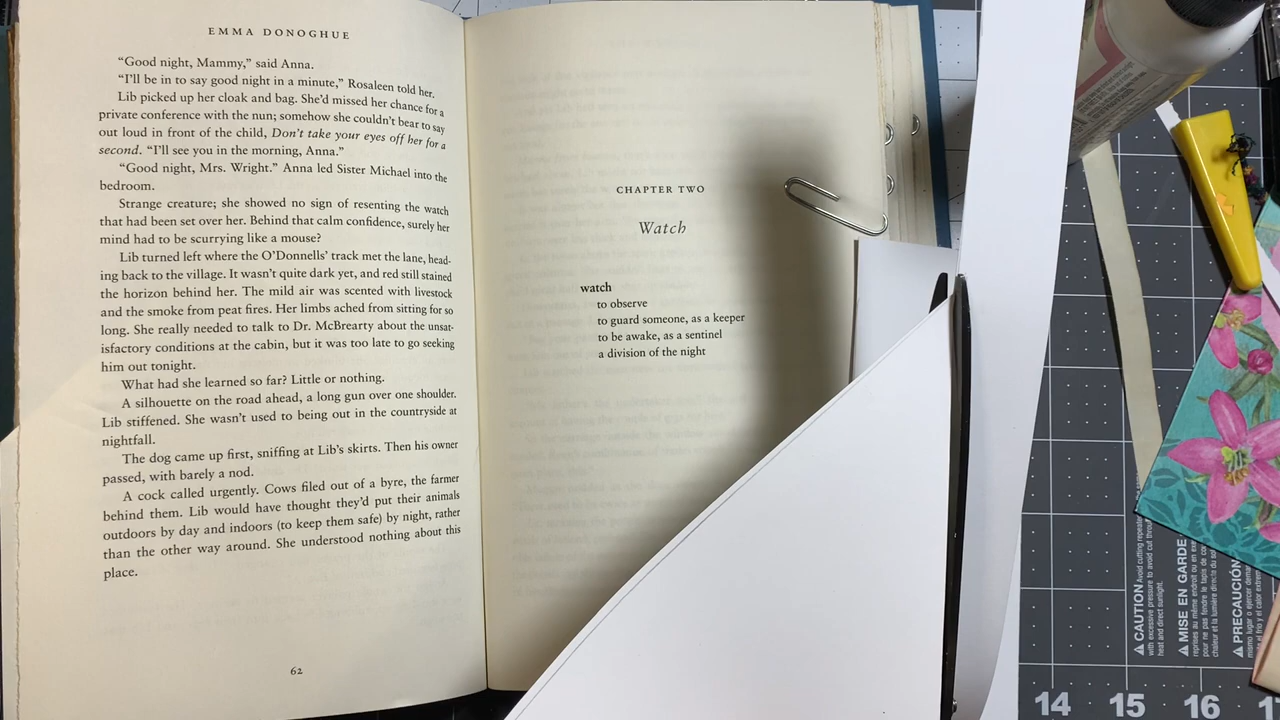 EMMA DONOGHUE
“Good night, Mammy,” said Anna.
“I’ll be in to say good night in a minute,” Rosaleen told her.
Lib picked up her cloak and bag. She’d missed her chance for a
private conference with the nun; somehow she couldn’t bear to say
out loud in front of the child, Don’t take your eyes off her for a
second. “I’ll see you in the morning, Anna.”
“Good night, Mrs. Wright.” Anna led Sister Michael into the
bedroom.
Strange creature; she showed no sign of resenting the watch
that had been set over her. Behind that calm confidence, surely her
mind had to be scurrying like a mouse?
Lib turned left where the O’Donnells’ track met the lane, head-
ing back to the village. It wasn’t quite dark yet, and red still stained
the horizon behind her. The mild air was scented with livestock
and the smoke from peat fires. Her limbs ached from sitting for so
long. She really needed to talk to Dr. McBrearty about the unsat-
isfactory conditions at the cabin, but it was too late to go seeking
him out tonight.
What had she learned so far? Little or nothing.
A silhouette on the road ahead, a long gun over one shoulder.
Lib stiffened. She wasn’t used to being out in the countryside at
nightfall.
The dog came up first, sniffing at Lib’s skirts. Then his owner
passed, with barely a nod.
A cock called urgently. Cows filed out of a byre, the farmer
behind them. Lib would have thought they’d put their animals
outdoors by day and indoors (to keep them safe) by night, rather
than the other way around. She understood nothing about this
place.
62
CHAPTER TWO
Watch
watch
to observe
to guard someone, as a keeper
to be awake, as a sentinel
a division of the night
CAUTION Avoid cutting
with excessive pressure to avoid cut
heat and direct sunlight.
MISE EN GARDE
PRECAUCIÓN
14 15 16